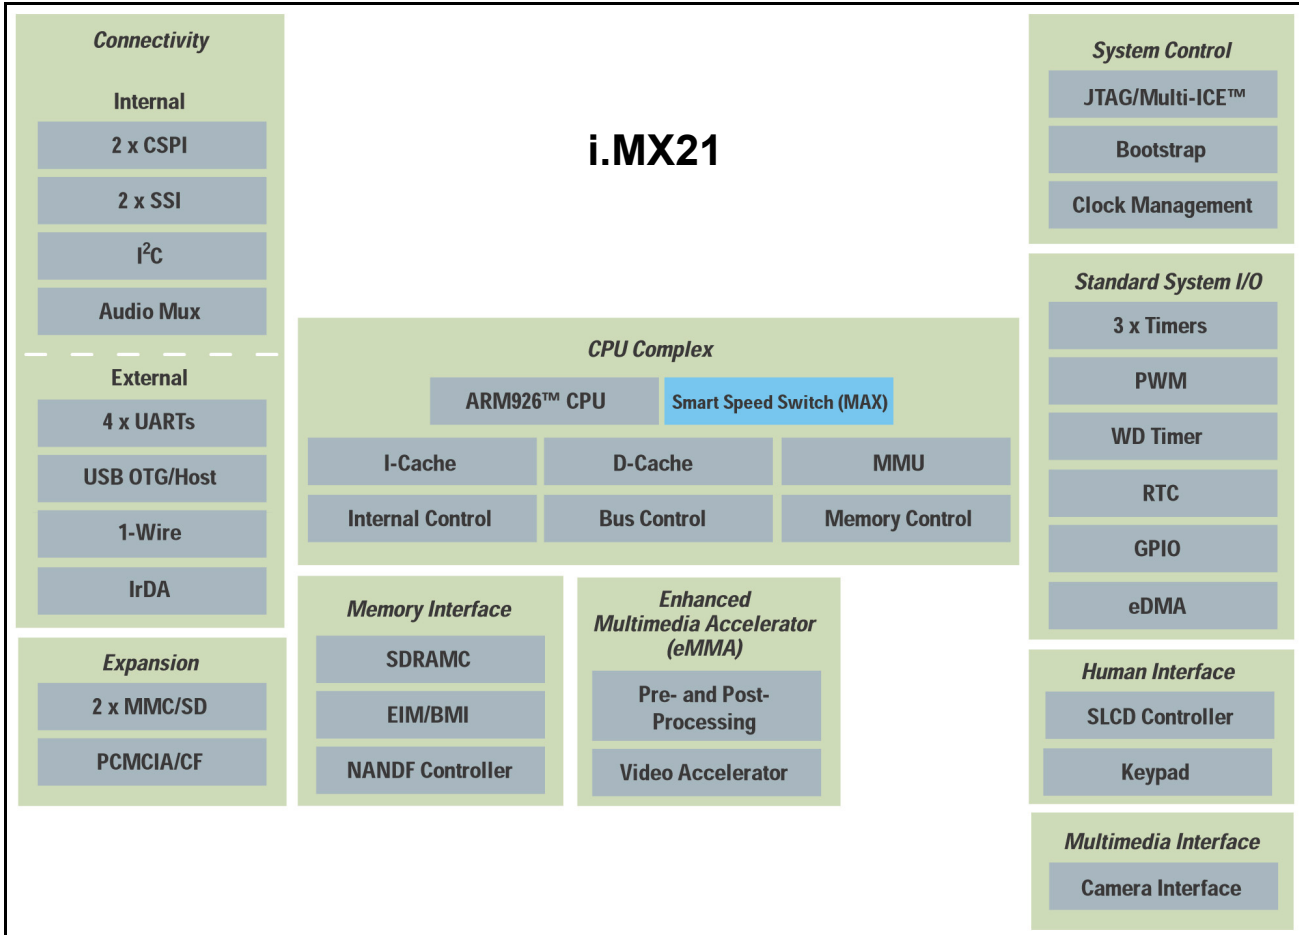 Connectivity
Internal
2 x CSPI
2 x SSI
I²C
Audio Mux
External
4 x UARTs
USB OTG/Host
1-Wire
IrDA
Expansion
2 x MMC/SD
PCMCIA/CF
i.MX21
CPU Complex
ARM926™ CPU
Smart Speed Switch (MAX)
I-Cache
D-Cache
MMU
Internal Control
Bus Control
Memory Control
Memory Interface
SDRAMC
EIM/BMI
NANDF Controller
Enhanced
Multimedia Accelerator
(eMMA)
Pre- and Post-
Processing
Video Accelerator
System Control
JTAG/Multi-ICE™
Bootstrap
Clock Management
Standard System I/O
3 x Timers
PWM
WD Timer
RTC
GPIO
eDMA
Human Interface
SLCD Controller
Keypad
Multimedia Interface
Camera Interface